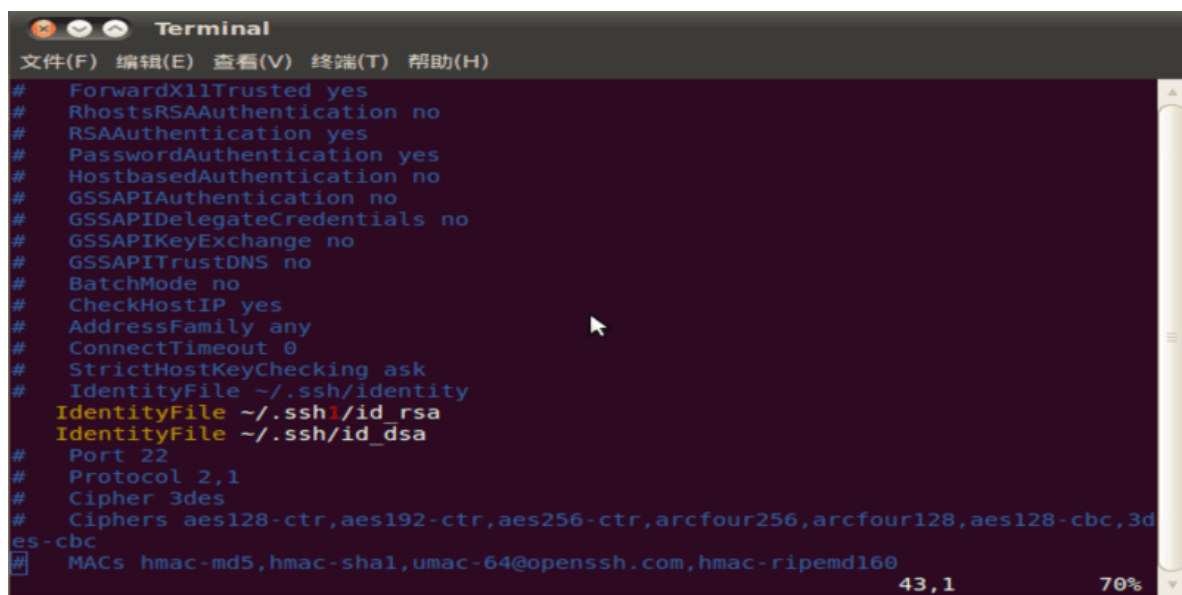 Terminal
文件(F) 编辑(E) 查看(V) 终端(T) 帮助(H)
#   ForwardX11Trusted yes
#   RhostsRSAAuthentication no
#   RSAAuthentication yes
#   PasswordAuthentication yes
#   HostbasedAuthentication no
#   GSSAPIAuthentication no
#   GSSAPIDelegateCredentials no
#   GSSAPIKeyExchange no
#   GSSAPITrustDNS no
#   BatchMode no
#   CheckHostIP yes
#   AddressFamily any
#   ConnectTimeout 0
#   StrictHostKeyChecking ask
#   IdentityFile ~/.ssh/identity
   IdentityFile ~/.ssh1/id_rsa
   IdentityFile ~/.ssh/id_dsa
#   Port 22
#   Protocol 2,1
#   Cipher 3des
#   Ciphers aes128-ctr,aes192-ctr,aes256-ctr,arcfour256,arcfour128,aes128-cbc,3d
es-cbc
#   MACs hmac-md5,hmac-sha1,umac-64@openssh.com,hmac-ripemd160
43,1 70%